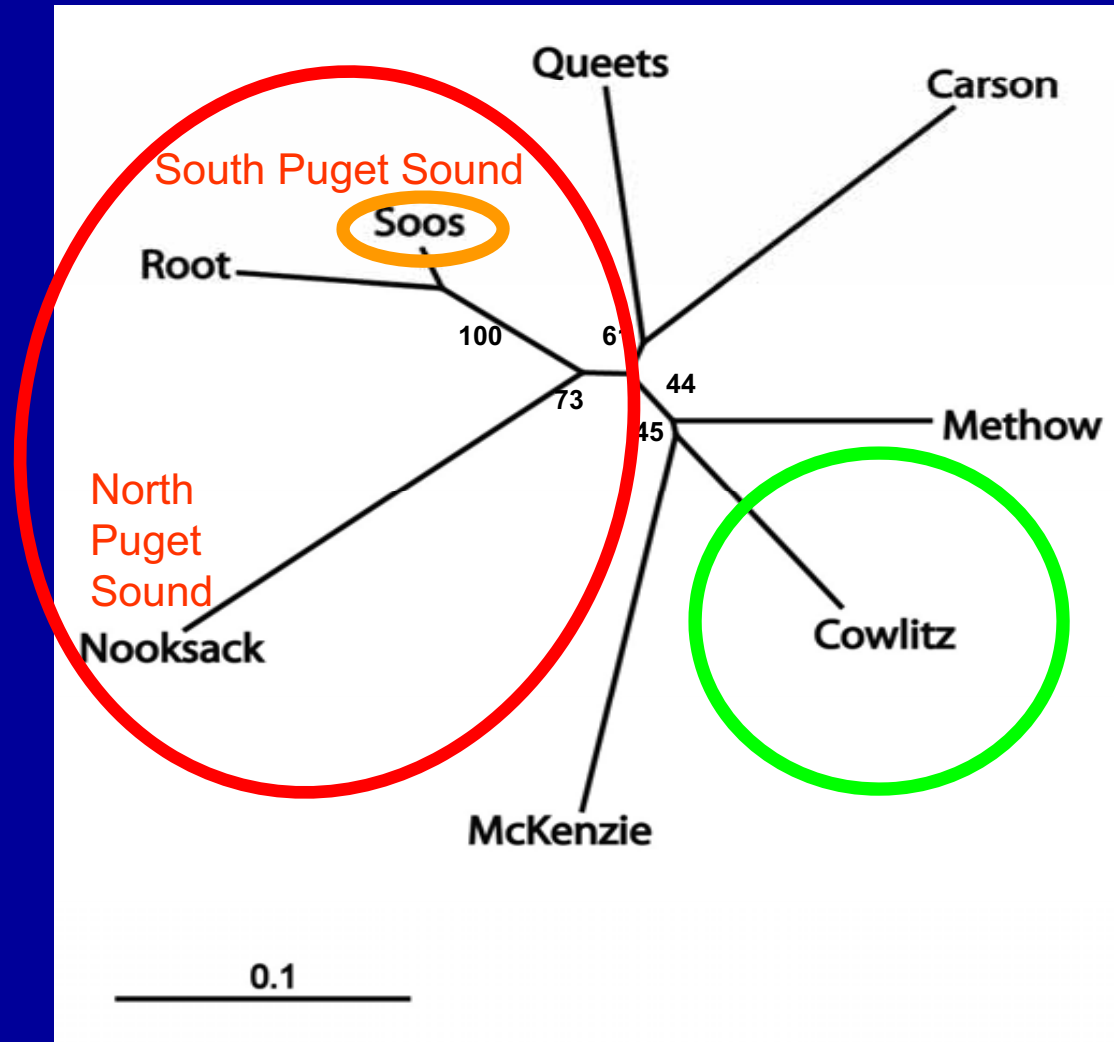 Queets
Carson
South Puget Sound
Soos
Root
100
73
44
45
Methow
North
Puget
Sound
Nooksack
Cowlitz
McKenzie
0.1